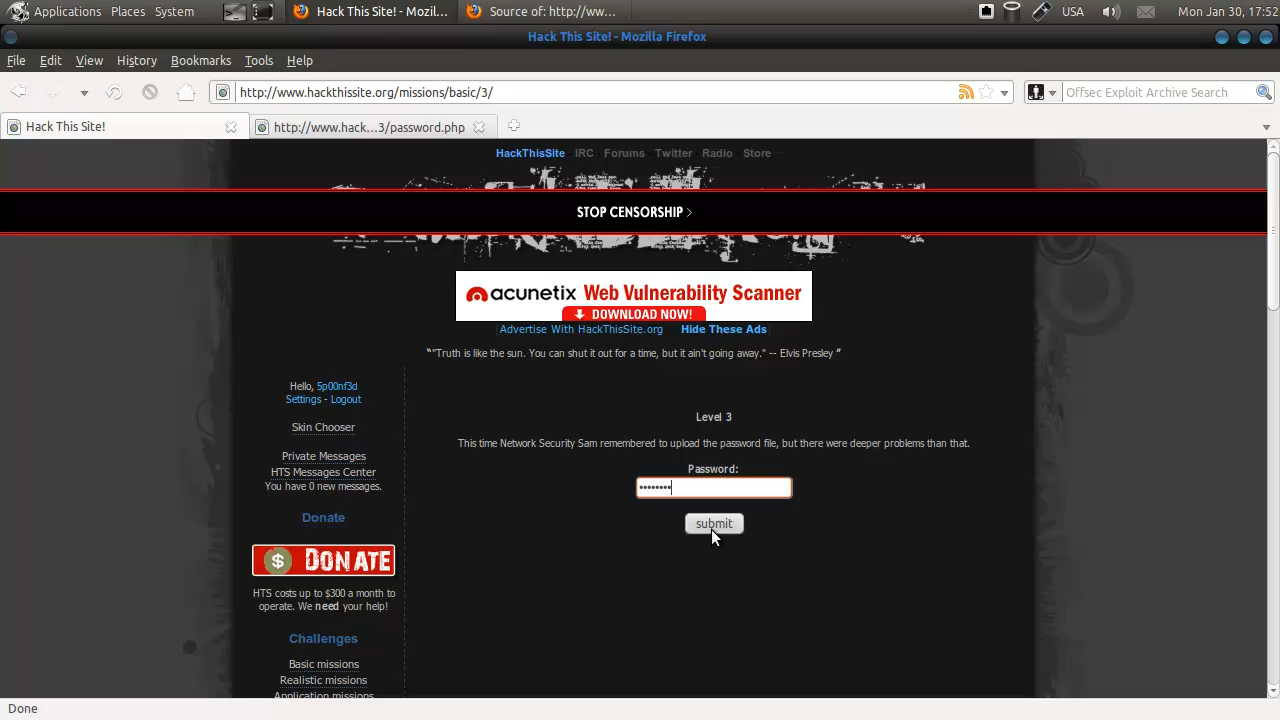 Applications Places System Hack This Site! - Mozil... Source of: http://ww... USA Mon Jan 30, 17:52
Hack This Site! - Mozilla Firefox
File Edit View History Bookmarks Tools Help
http://www.hackthissite.org/missions/basic/3/ Offsec Exploit Archive Search
Hack This Site! http://www.hack...3/password.php
HackThisSite IRC Forums Twitter Radio Store
STOP CENSORSHIP >
acunetix Web Vulnerability Scanner
DOWNLOAD NOW!
Advertise With HackThisSite.org Hide These Ads
“"Truth is like the sun. You can shut it out for a time, but it ain't going away." -- Elvis Presley ”
Hello, 5p00nf3d
Settings - Logout
Skin Chooser
Private Messages
HTS Messages Center
You have 0 new messages.
Donate
$ DONATE
HTS costs up to $300 a month to
operate. We need your help!
Challenges
Basic missions
Realistic missions
Application missions
Level 3
This time Network Security Sam remembered to upload the password file, but there were deeper problems than that.
Password:
••••••••
submit
Done